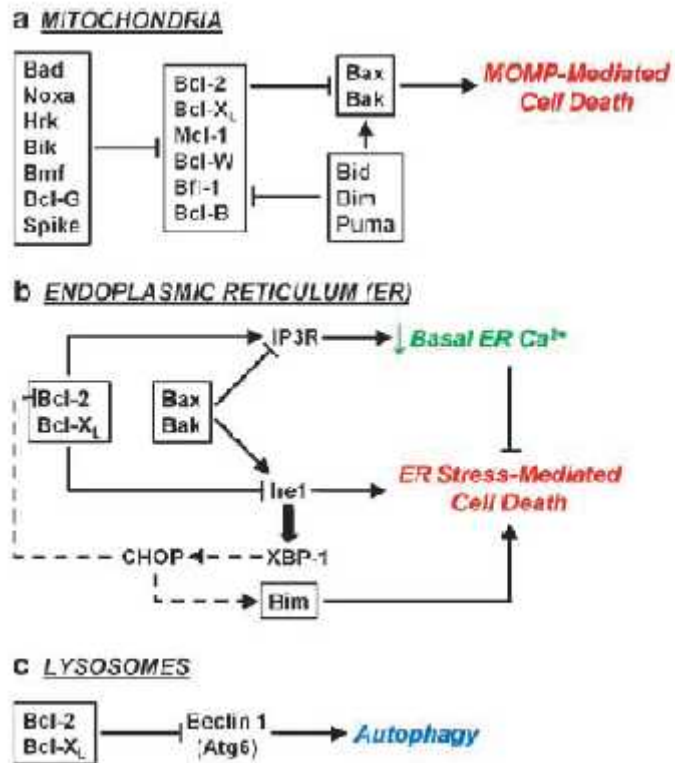 a MITOCHONDRIA
Bad
Noxa
Hrk
Bik
Bmf
Bcl-G
Spike
Bcl-2
Bcl-XL
Mcl-1
Bcl-W
Bfl-1
Bcl-B
Bax
Bak
Bid
Bim
Puma
MOMP-Mediated
Cell Death
b ENDOPLASMIC RETICULUM (ER)
IP3R
↓ Basal ER Ca²⁺
Bcl-2
Bcl-XL
Bax
Bak
Ire1
ER Stress-Mediated
Cell Death
CHOP
XBP-1
Bim
c LYSOSOMES
Bcl-2
Bcl-XL
Beclin 1
(Atg6)
Autophagy